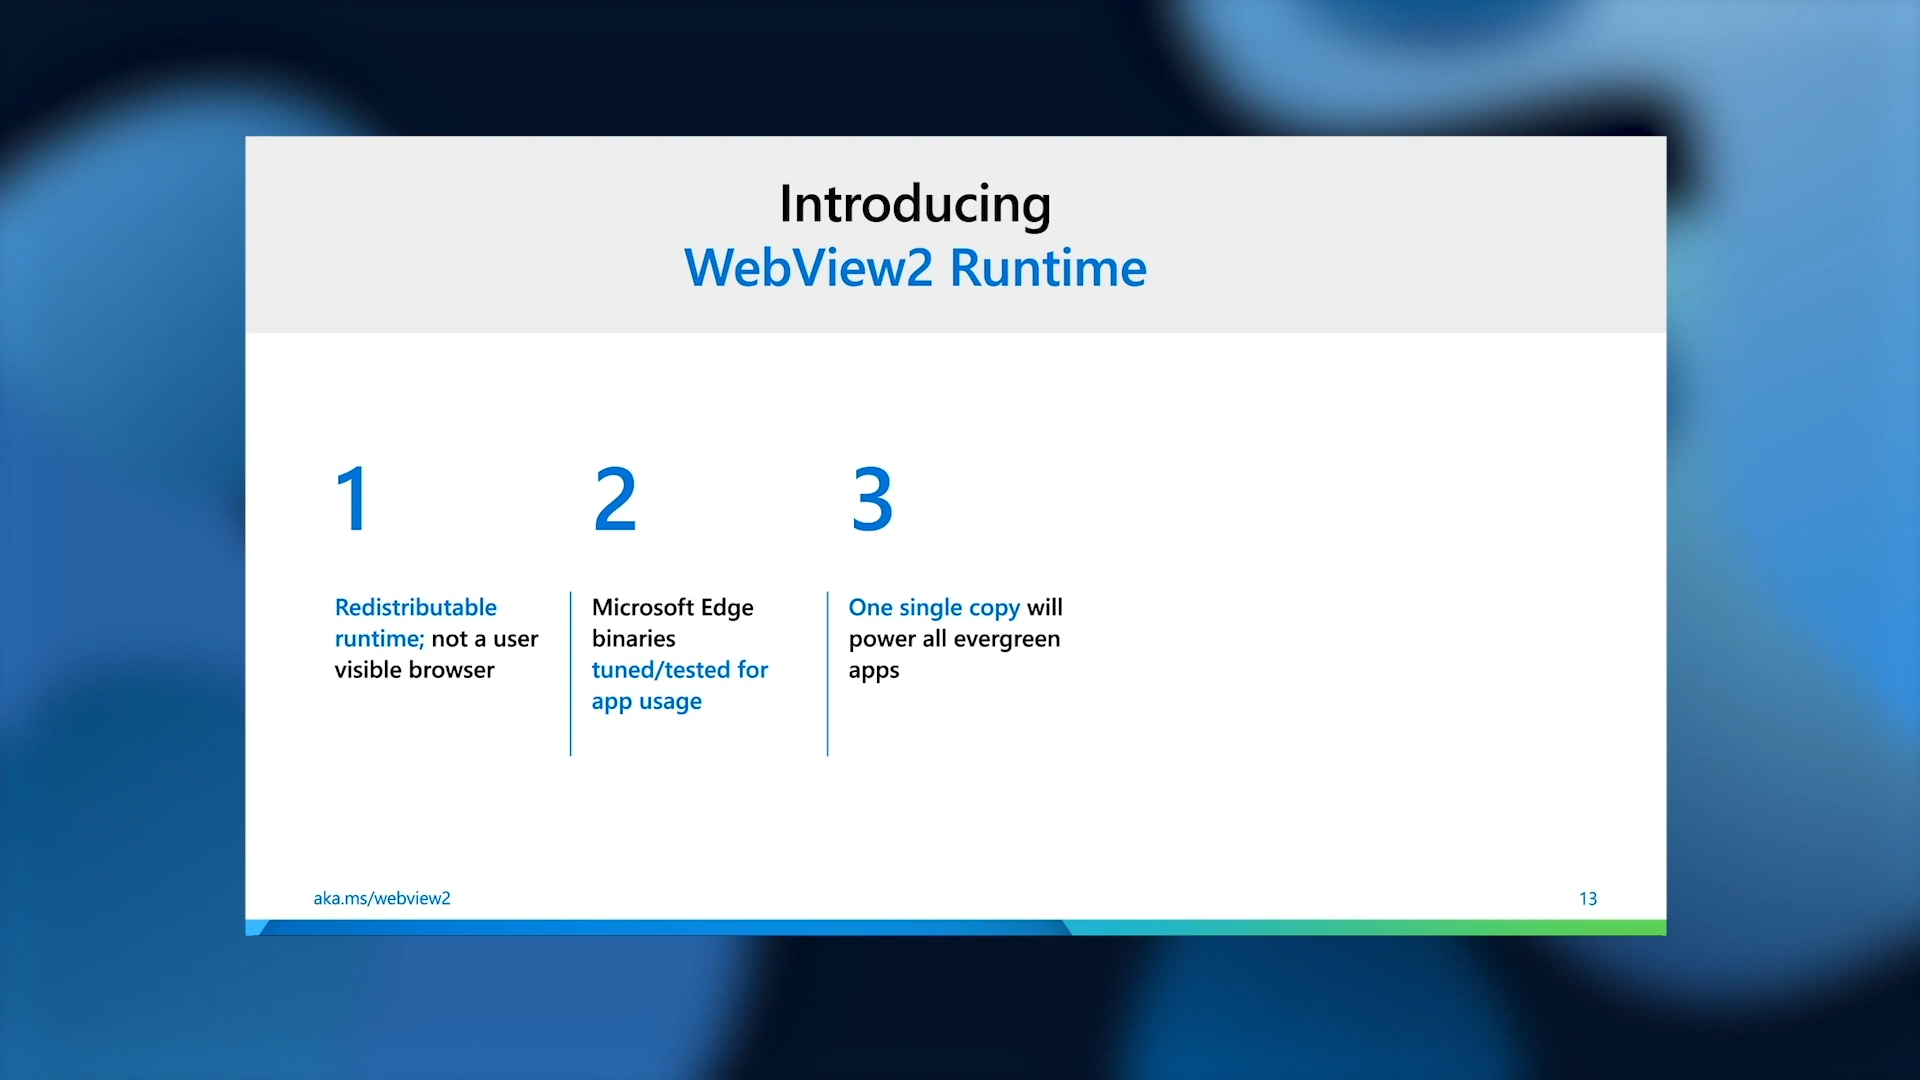 Introducing
WebView2 Runtime
1
Redistributable
runtime; not a user
visible browser
2
Microsoft Edge
binaries
tuned/tested for
app usage
3
One single copy will
power all evergreen
apps
aka.ms/webview2
13